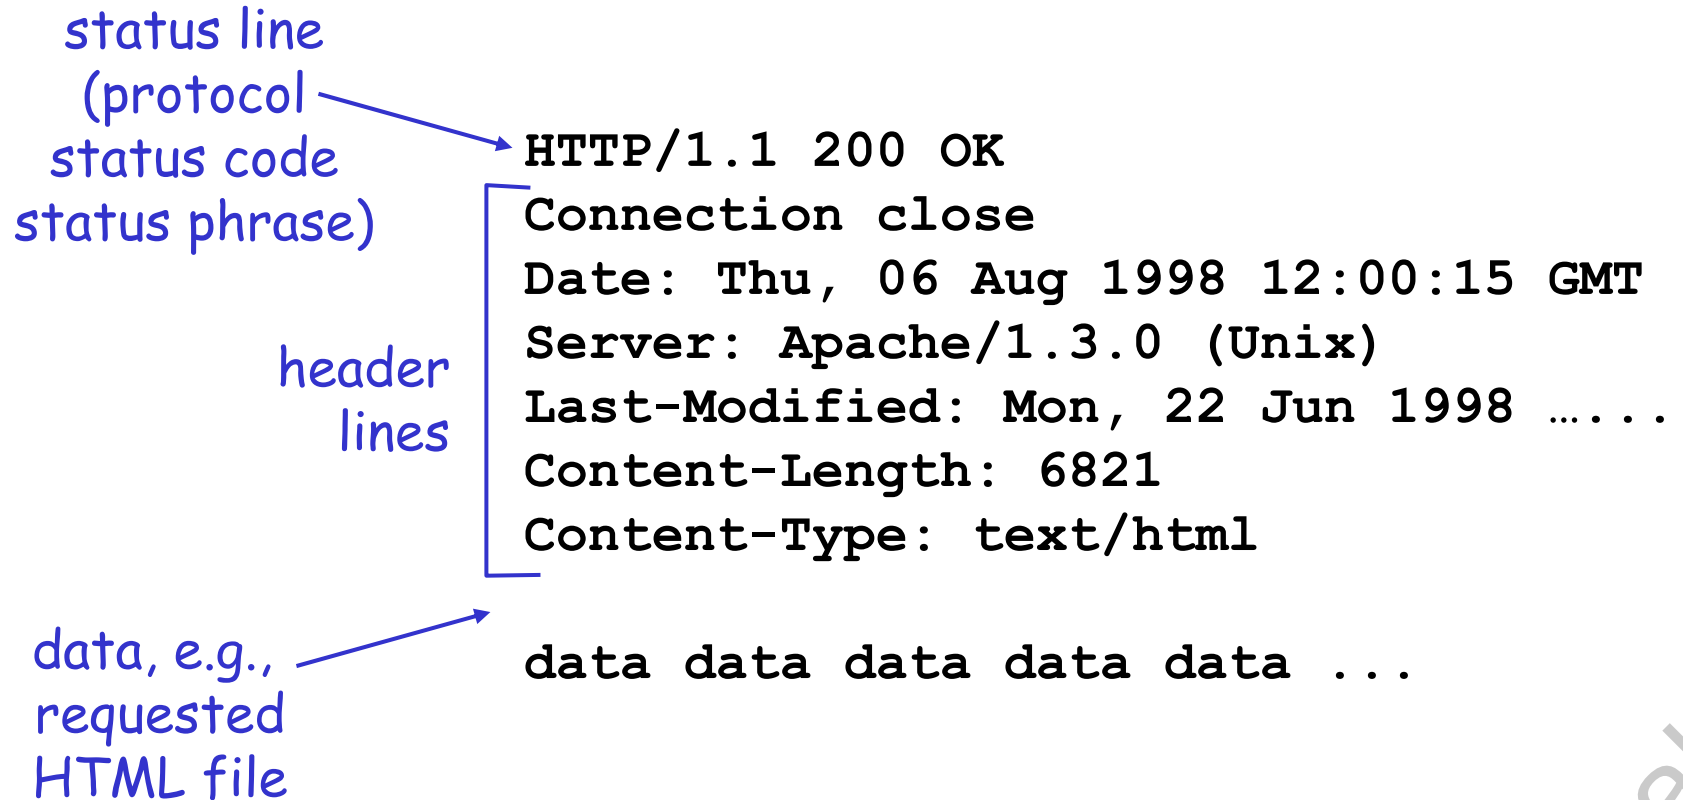 status line
(protocol
status code
status phrase)
HTTP/1.1 200 OK
Connection close
Date: Thu, 06 Aug 1998 12:00:15 GMT
Server: Apache/1.3.0 (Unix)
Last-Modified: Mon, 22 Jun 1998 …...
Content-Length: 6821
Content-Type: text/html
header
lines
data, e.g.,
requested
HTML file
data data data data data ...